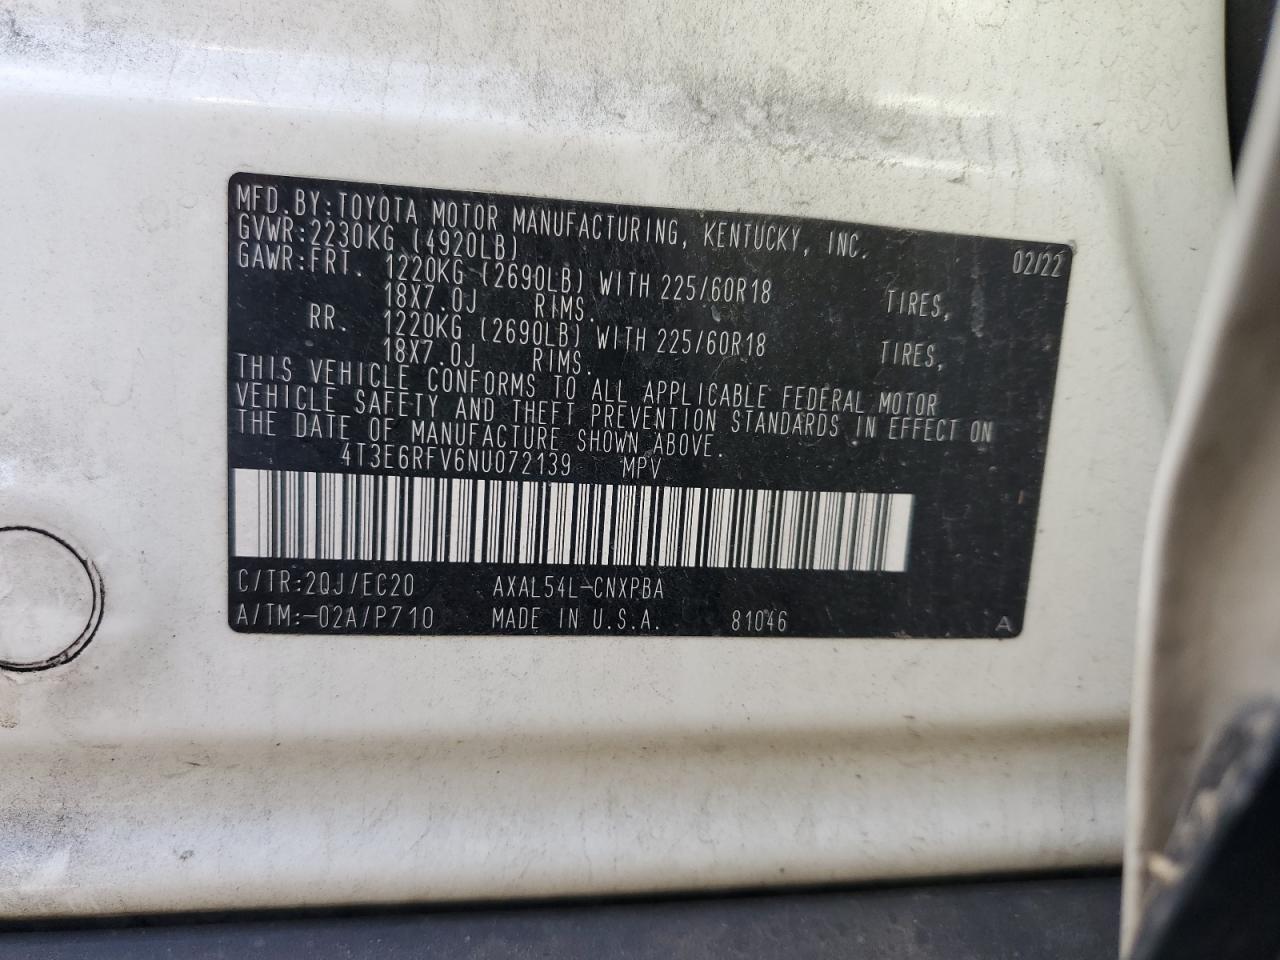 MFD.BY:TOYOTA MOTOR MANUFACTURING, KENTUCKY, INC.
GVWR:2230KG (4920LB) 02/22
GAWR:FRT. 1220KG (2690LB) WITH 225/60R18 TIRES,
18X7.0J RIMS.
RR. 1220KG (2690LB) WITH 225/60R18 TIRES,
18X7.0J RIMS.
THIS VEHICLE CONFORMS TO ALL APPLICABLE FEDERAL MOTOR
VEHICLE SAFETY AND THEFT PREVENTION STANDARDS IN EFFECT ON
THE DATE OF MANUFACTURE SHOWN ABOVE.
4T3E6RFV6NU072139 MPV
C/TR:2QJ/EC20 AXAL54L-CNXPBA
A/TM:-02A/P710 MADE IN U.S.A. 81046 A